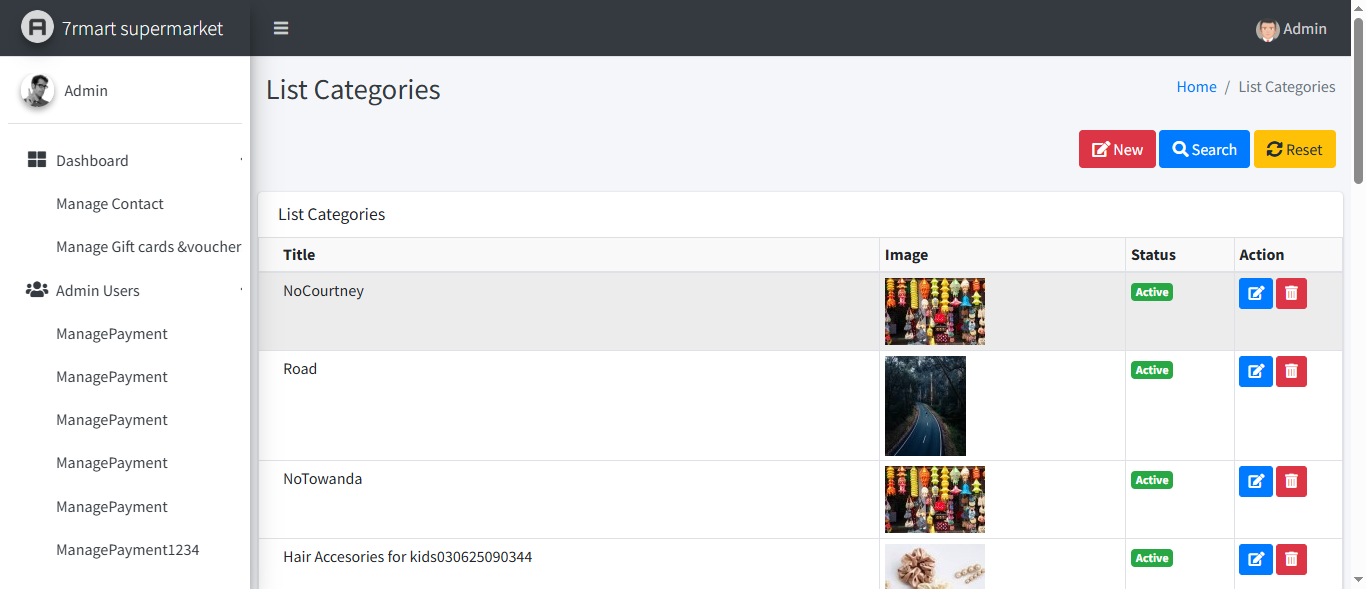 7rmart supermarket
Admin
Admin
List Categories
Home / List Categories
New
Search
Reset
Dashboard
Manage Contact
Manage Gift cards &voucher
Admin Users
ManagePayment
ManagePayment
ManagePayment
ManagePayment
ManagePayment
ManagePayment1234
List Categories
Title Image Status Action
NoCourtney Active
Road Active
NoTowanda Active
Hair Accesories for kids030625090344 Active